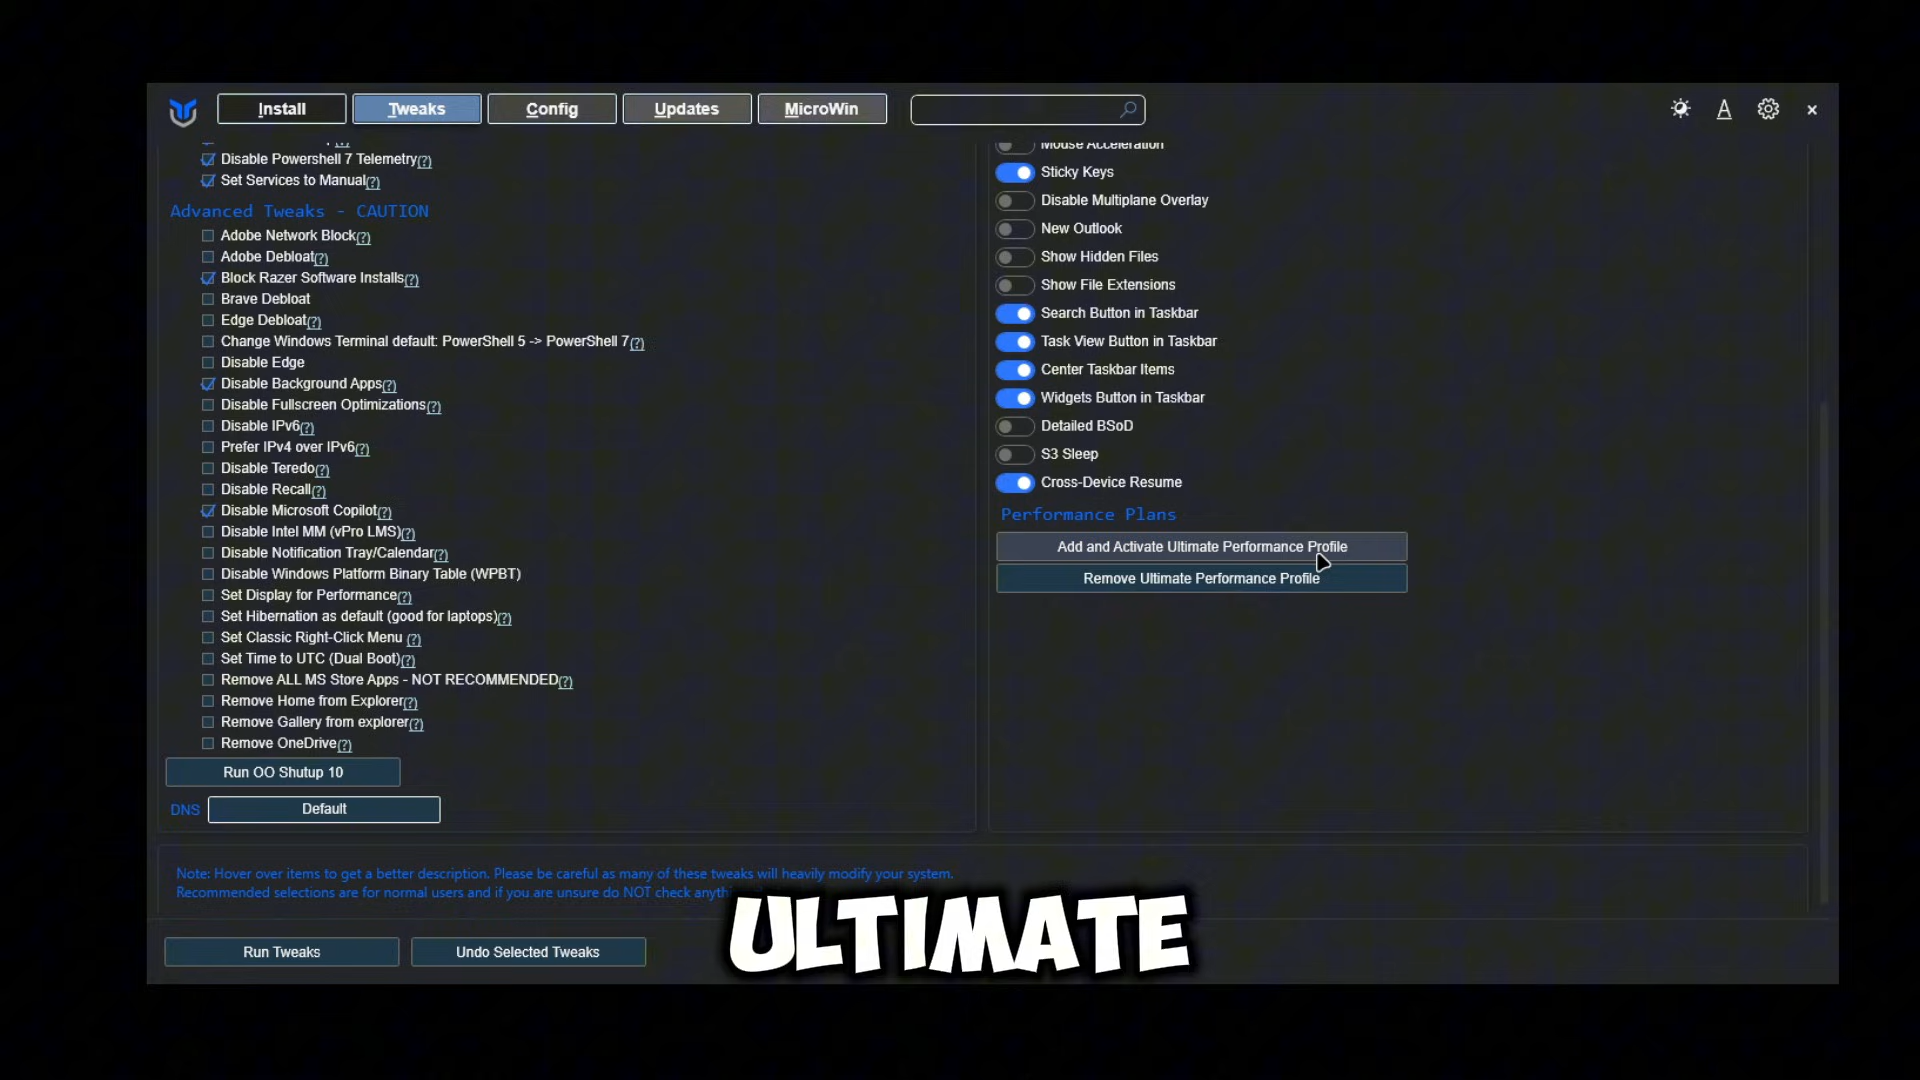 Install
Tweaks
Config
Updates
MicroWin
A
Disable Powershell 7 Telemetry(?)
Set Services to Manual(?)
Advanced Tweaks - CAUTION
Adobe Network Block(?)
Adobe Debloat(?)
Block Razer Software Installs(?)
Brave Debloat
Edge Debloat(?)
Change Windows Terminal default: PowerShell 5 -> PowerShell 7(?)
Disable Edge
Disable Background Apps(?)
Disable Fullscreen Optimizations(?)
Disable IPv6(?)
Prefer IPv4 over IPv6(?)
Disable Teredo(?)
Disable Recall(?)
Disable Microsoft Copilot(?)
Disable Intel MM (vPro LMS)(?)
Disable Notification Tray/Calendar(?)
Disable Windows Platform Binary Table (WPBT)
Set Display for Performance(?)
Set Hibernation as default (good for laptops)(?)
Set Classic Right-Click Menu (?)
Set Time to UTC (Dual Boot)(?)
Remove ALL MS Store Apps - NOT RECOMMENDED(?)
Remove Home from Explorer(?)
Remove Gallery from explorer(?)
Remove OneDrive(?)
Run OO Shutup 10
DNS Default
Mouse Acceleration
Sticky Keys
Disable Multiplane Overlay
New Outlook
Show Hidden Files
Show File Extensions
Search Button in Taskbar
Task View Button in Taskbar
Center Taskbar Items
Widgets Button in Taskbar
Detailed BSoD
S3 Sleep
Cross-Device Resume
Performance Plans
Add and Activate Ultimate Performance Profile
Remove Ultimate Performance Profile
Note: Hover over items to get a better description. Please be careful as many of these tweaks will heavily modify your system.
Recommended selections are for normal users and if you are unsure do NOT check
ULTIMATE
Run Tweaks
Undo Selected Tweaks